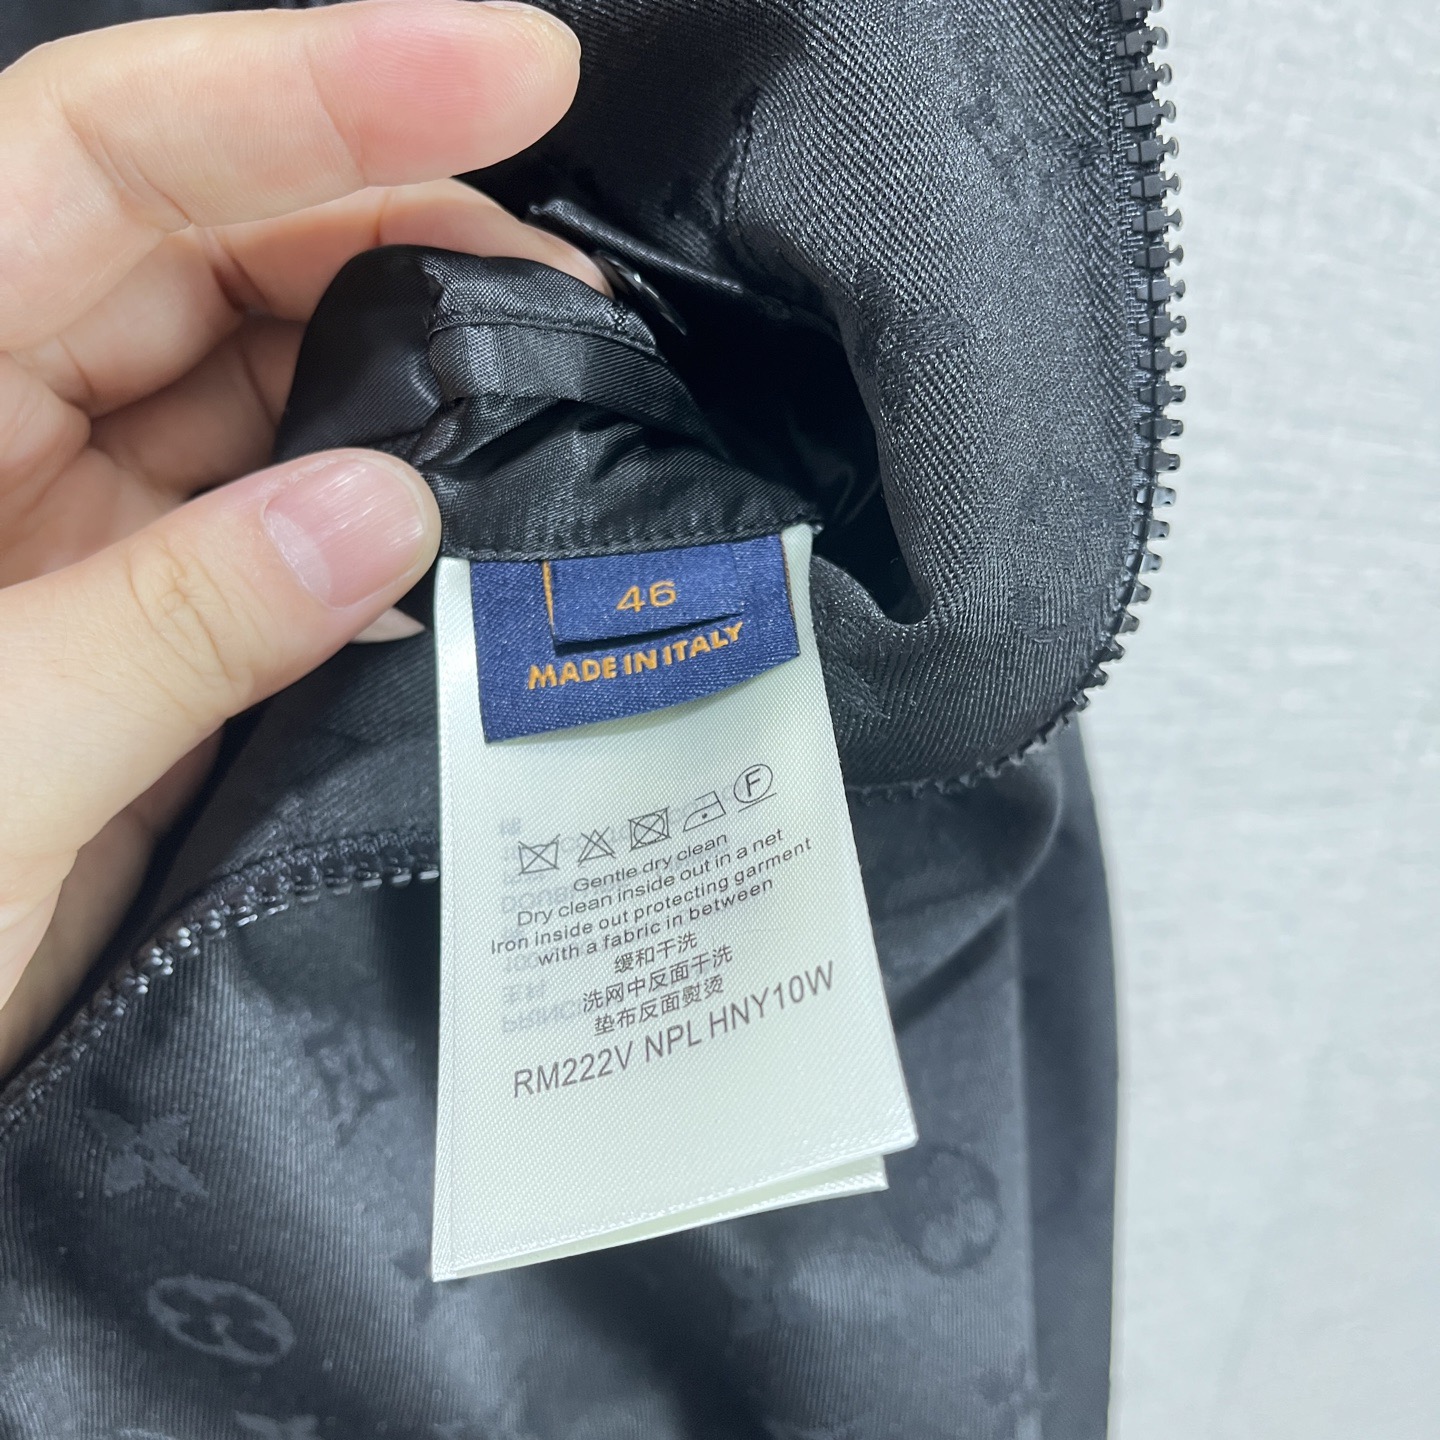 46
MADE IN ITALY
F
Gentle dry clean
Dry clean inside out in a net
Iron inside out protecting garment
with a fabric in between
缓和干洗
洗网中反面干洗
垫布反面熨烫
RM222V NPL HNY10W